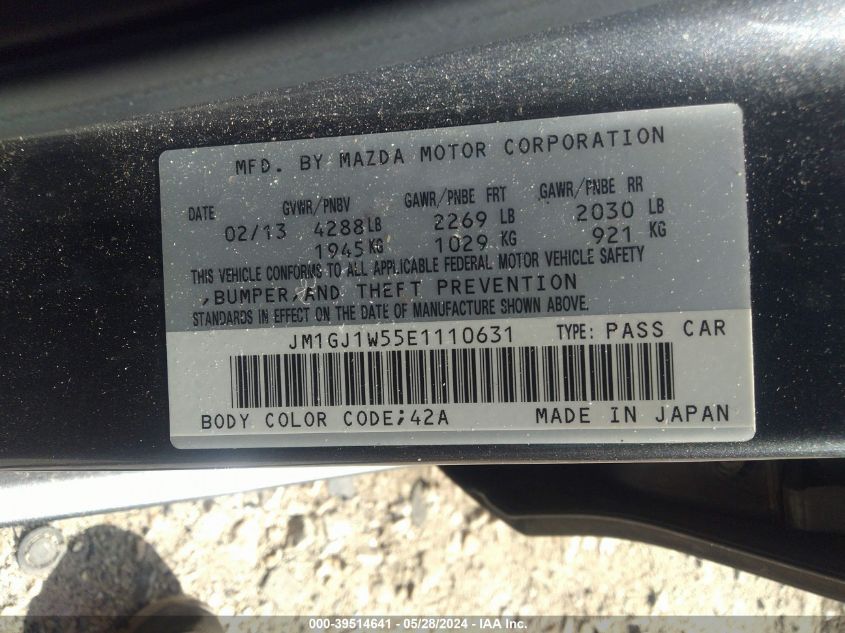 MFD. BY MAZDA MOTOR CORPORATION
DATE GVWR/PNBV GAWR/PNBE FRT GAWR/PNBE RR
02/13 4288LB 2269 LB 2030 LB
1945KG 1029 KG 921 KG
THIS VEHICLE CONFORMS TO ALL APPLICABLE FEDERAL MOTOR VEHICLE SAFETY
,BUMPER,AND THEFT PREVENTION
STANDARDS IN EFFECT ON THE DATE OF MANUFACTURE SHOWN ABOVE.
JM1GJ1W55E1110631 TYPE: PASS CAR
BODY COLOR CODE;42A MADE IN JAPAN
000-39514641 - 05/28/2024 - IAA Inc.